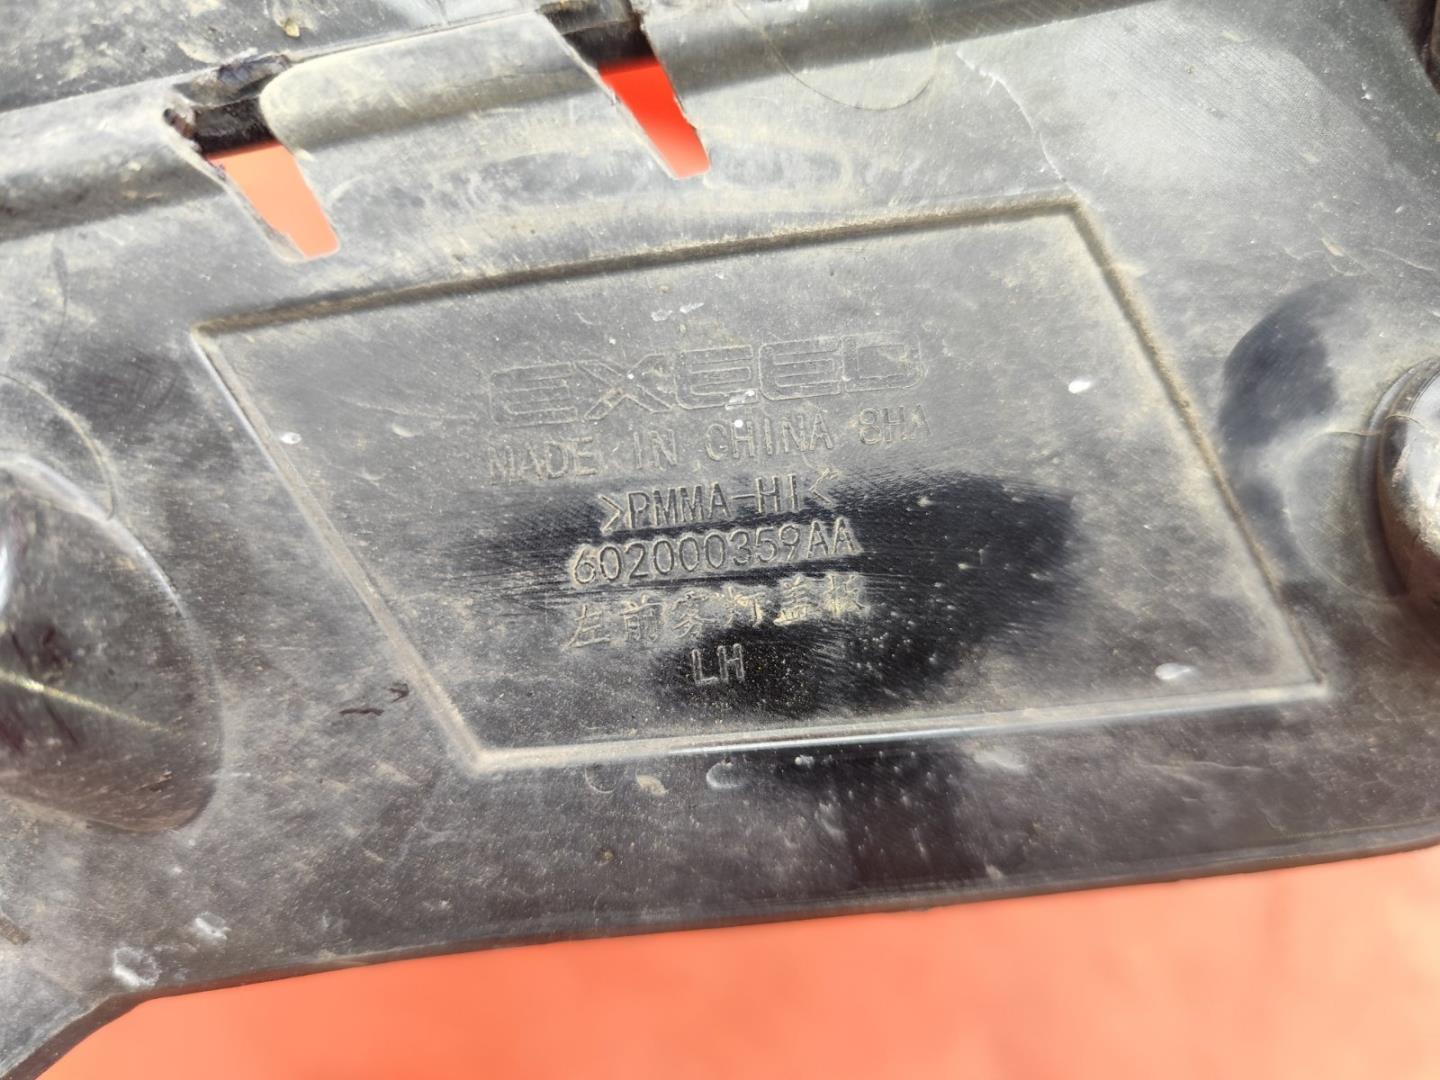 EXEED
MADE IN CHINA 8HA
>PMMA-HI<
602000359AA
左前雾灯盖板
LH